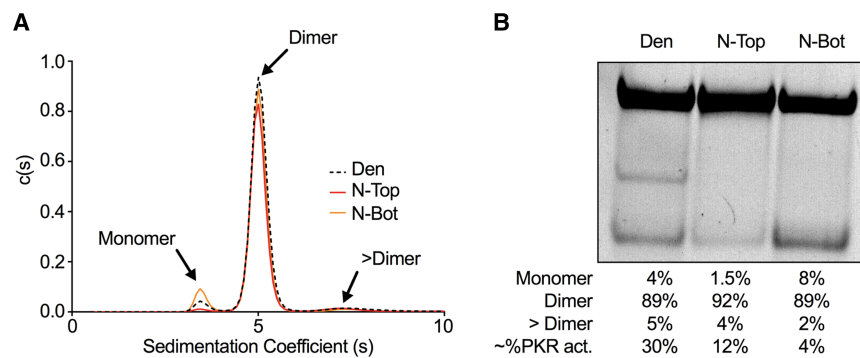 A
Dimer
1.0
0.8
0.6
0.4
0.2
0.0
c(s)
Den
N-Top
N-Bot
Monomer
>Dimer
0
5
10
Sedimentation Coefficient (s)
B
Den N-Top N-Bot
Monomer 4% 1.5% 8%
Dimer 89% 92% 89%
> Dimer 5% 4% 2%
~%PKR act. 30% 12% 4%